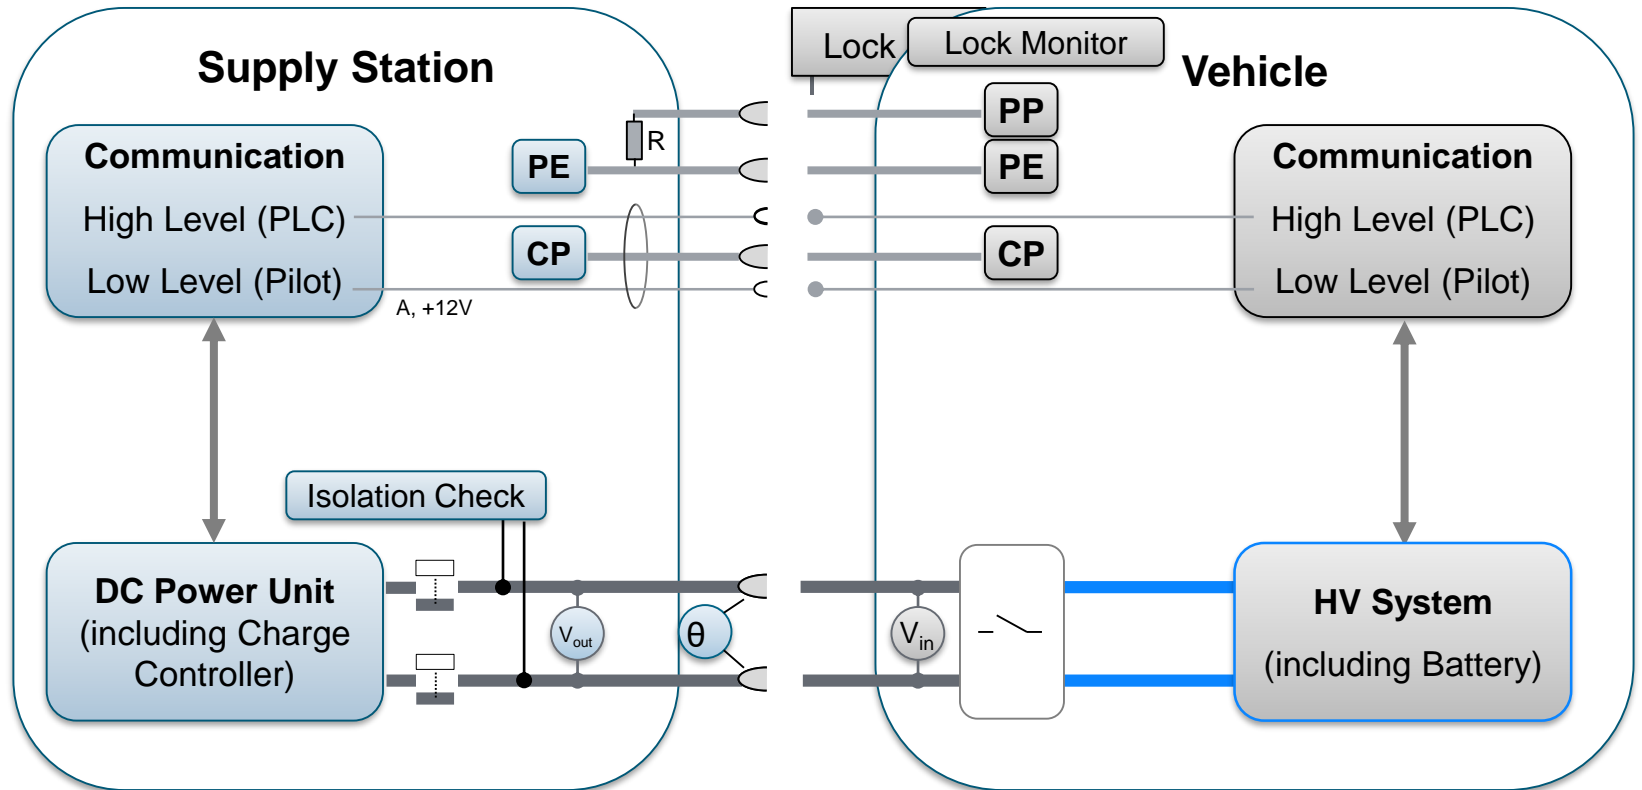 Supply Station
Communication
High Level (PLC)
Low Level (Pilot)
A, +12V
PE
R
CP
Isolation Check
DC Power Unit
(including Charge
Controller)
Vout
θ
Lock
Lock Monitor
Vehicle
PP
PE
CP
Communication
High Level (PLC)
Low Level (Pilot)
Vin
HV System
(including Battery)